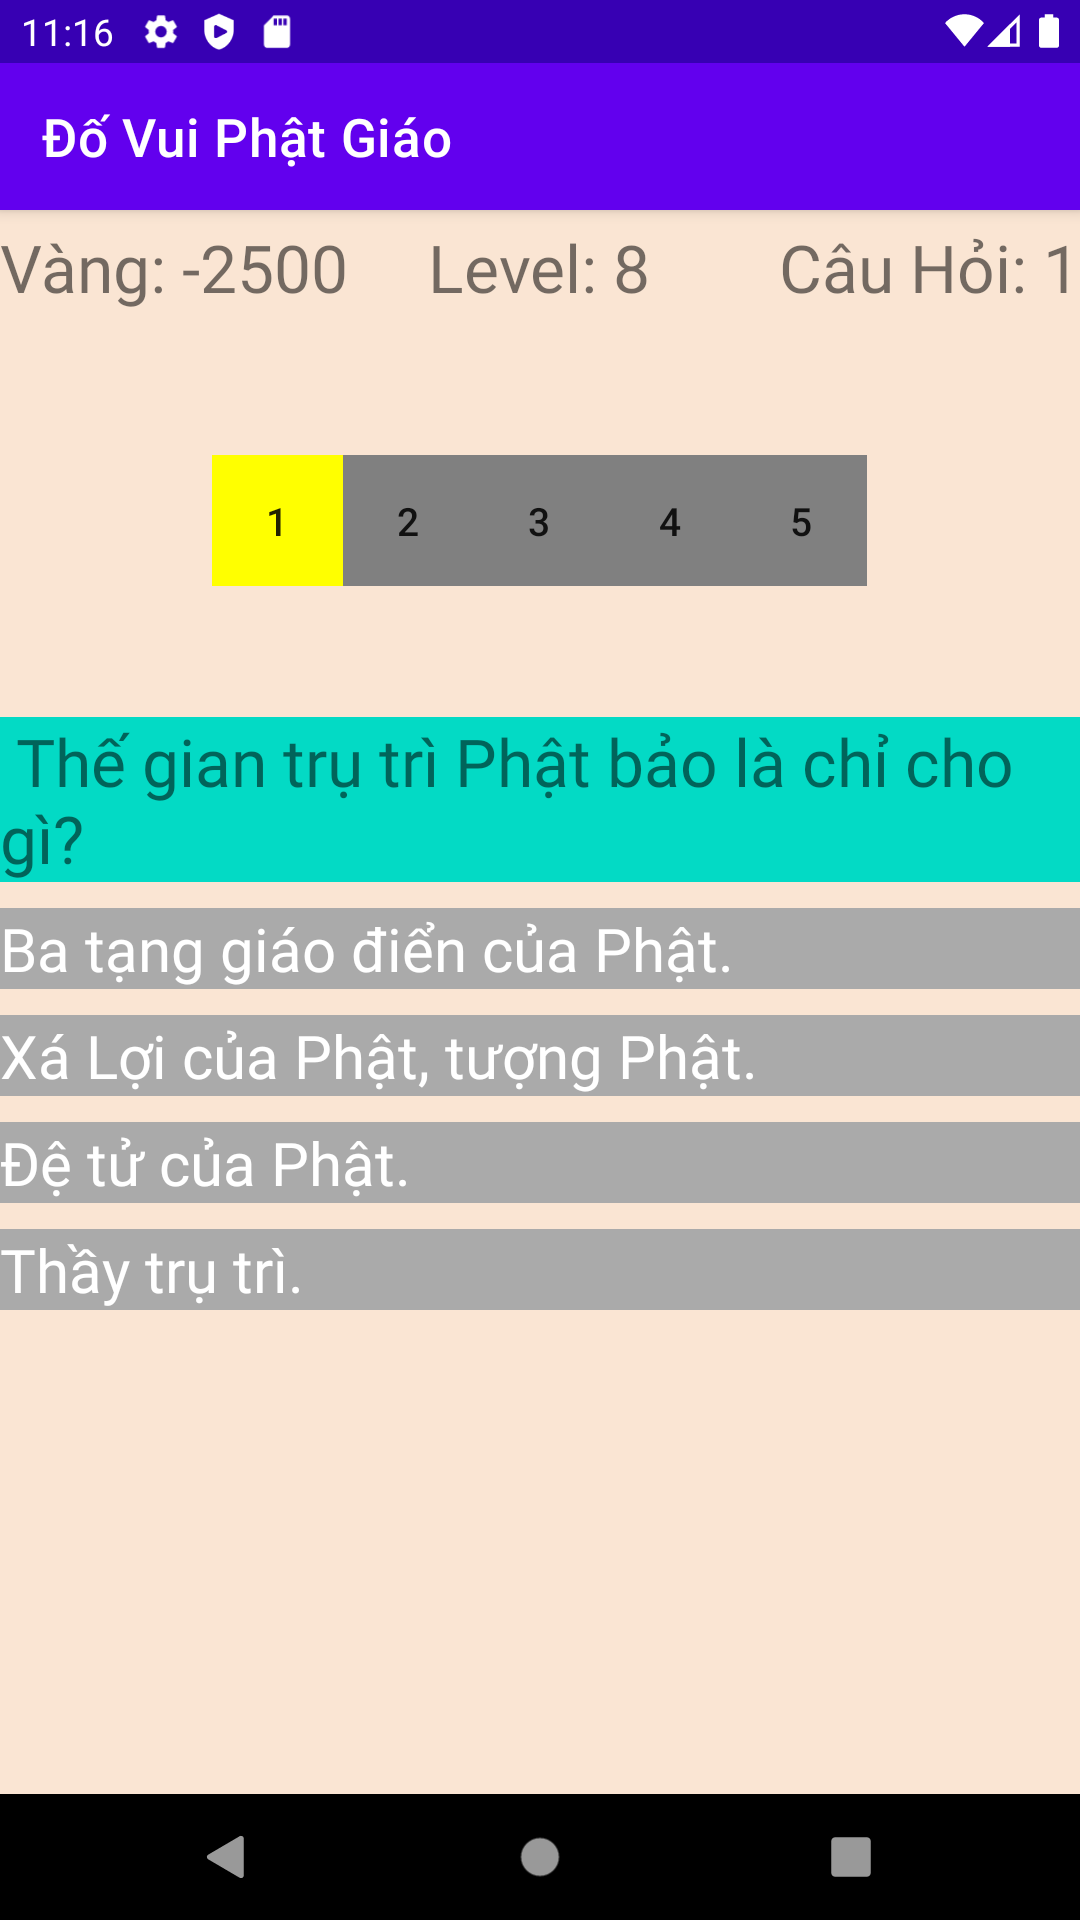 11:16
Đố Vui Phật Giáo
Vàng: -2500 Level: 8 Câu Hỏi: 1
1 2 3 4 5
Thế gian trụ trì Phật bảo là chỉ cho
gì?
Ba tạng giáo điển của Phật.
Xá Lợi của Phật, tượng Phật.
Đệ tử của Phật.
Thầy trụ trì.